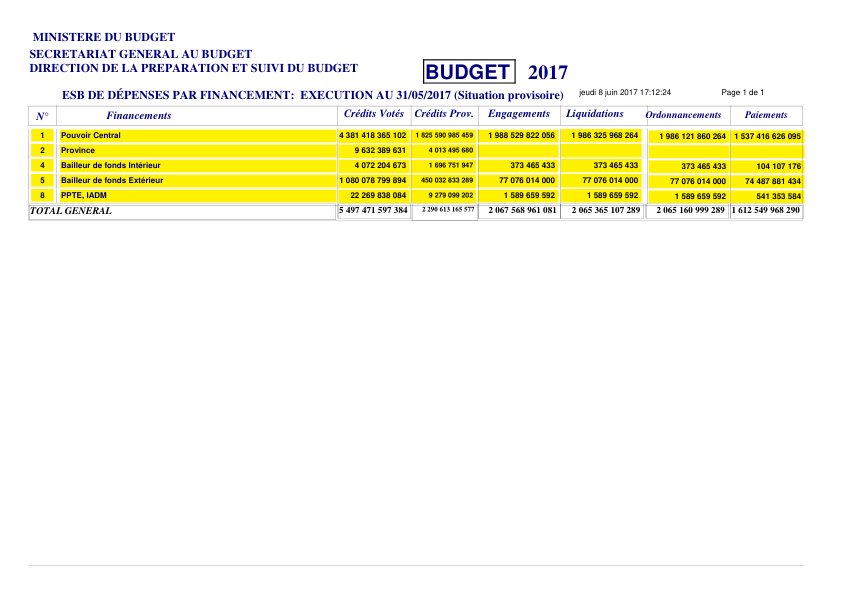 MINISTERE DU BUDGET
SECRETARIAT GENERAL AU BUDGET
DIRECTION DE LA PREPARATION ET SUIVI DU BUDGET
BUDGET 2017
ESB DE DÉPENSES PAR FINANCEMENT: EXECUTION AU 31/05/2017 (Situation provisoire) jeudi 8 juin 2017 17:12:24 Page 1 de 1
N° Financements Crédits Votés Crédits Prov. Engagements Liquidations Ordonnancements Paiements
1 Pouvoir Central 4 381 418 365 102 1 825 590 985 459 1 988 529 822 056 1 986 325 968 264 1 986 121 860 264 1 537 416 626 095
2 Province 9 632 389 631 4 013 495 680
4 Bailleur de fonds Intérieur 4 072 204 673 1 696 751 947 373 465 433 373 465 433 373 465 433 104 107 176
5 Bailleur de fonds Extérieur 1 080 078 799 894 450 032 833 289 77 076 014 000 77 076 014 000 77 076 014 000 74 487 881 434
8 PPTE, IADM 22 269 838 084 9 279 099 202 1 589 659 592 1 589 659 592 1 589 659 592 541 353 584
TOTAL GENERAL 5 497 471 597 384 2 290 613 165 577 2 067 568 961 081 2 065 365 107 289 2 065 160 999 289 1 612 549 968 290